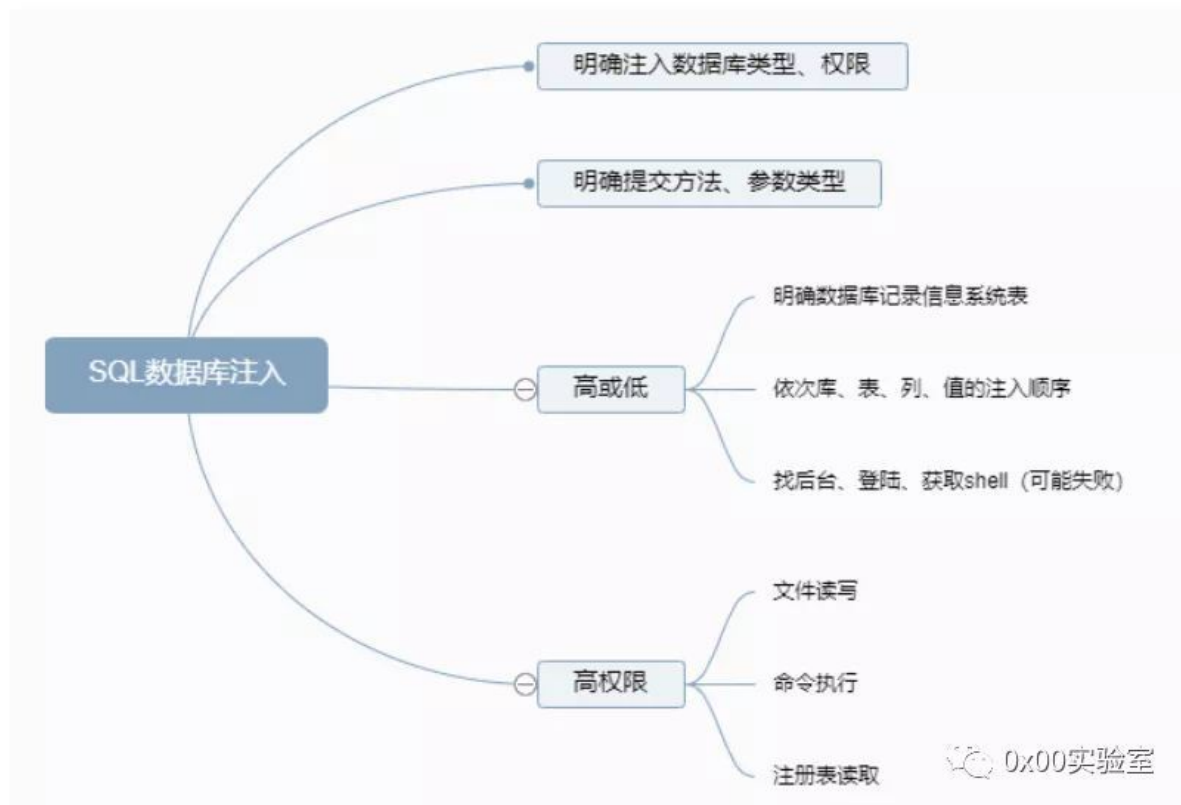 明确注入数据库类型、权限
明确提交方法、参数类型
SQL数据库注入
高或低
明确数据库记录信息系统表
依次库、表、列、值的注入顺序
找后台、登陆、获取shell（可能失败）
高权限
文件读写
命令执行
注册表读取
0x00实验室